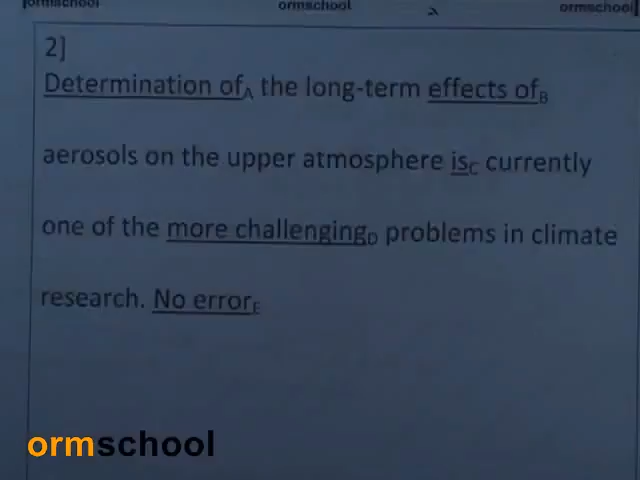 ormschool ormschool ormschool
2]
Determination ofA the long-term effects ofB
aerosols on the upper atmosphere isC currently
one of the more challengingD problems in climate
research. No errorE
ormschool